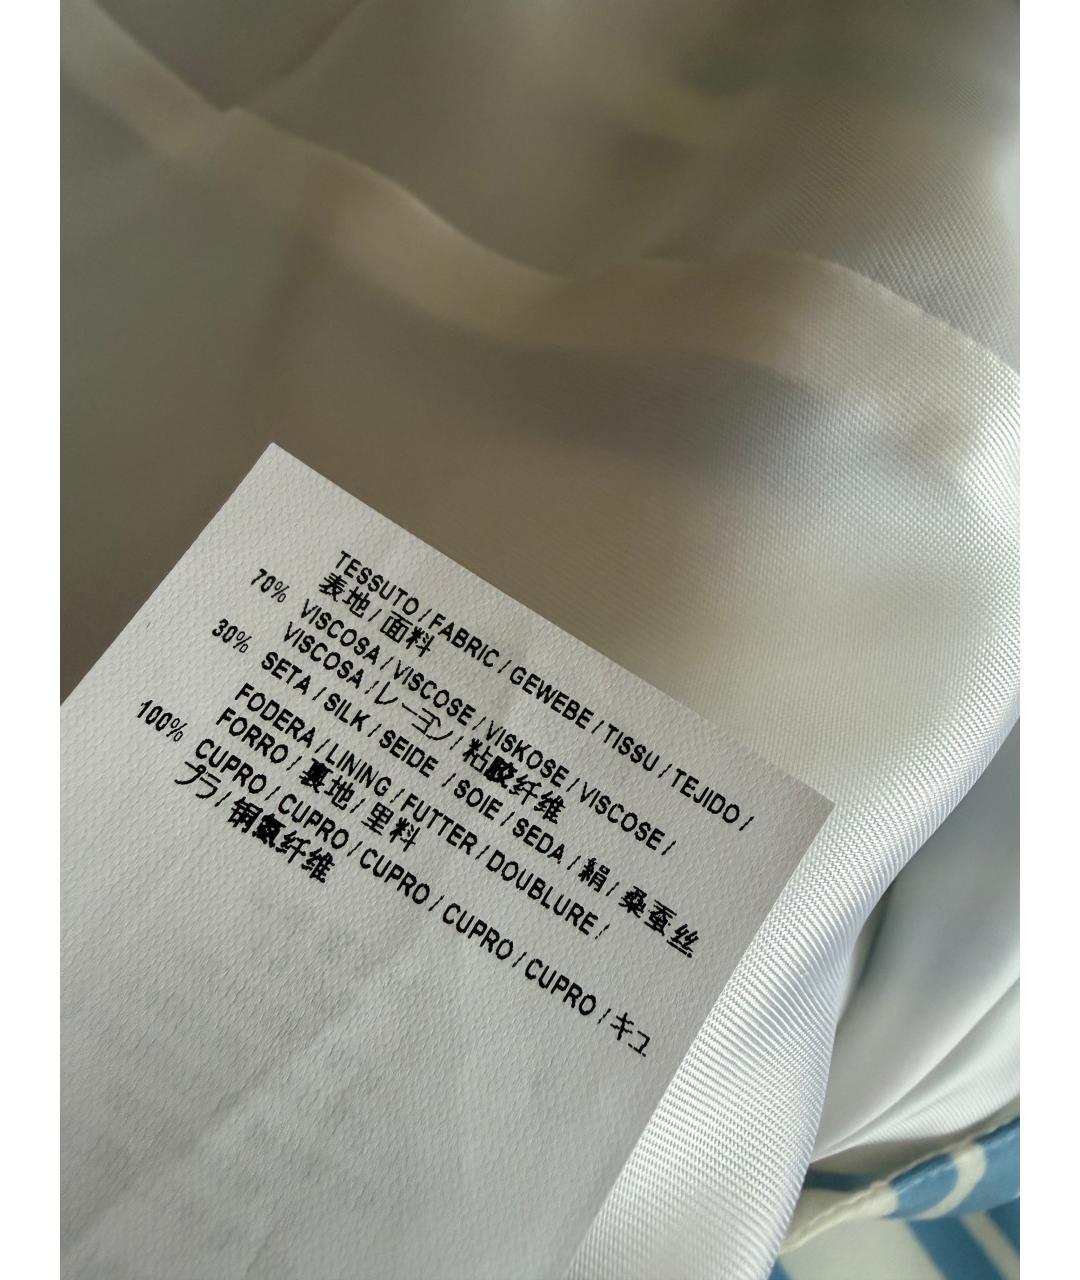 TESSUTO / FABRIC / GEWEBE / TISSU / TEJIDO /
表地 / 面料
70% VISCOSA / VISCOSE / VISKOSE / VISCOSE /
VISCOSA / レーヨン / 粘胶纤维
30% SETA / SILK / SEIDE / SOIE / SEDA / 絹 / 桑蚕丝
FODERA / LINING / FUTTER / DOUBLURE /
FORRO / 裏地 / 里料
100% CUPRO / CUPRO / CUPRO / CUPRO / CUPRO / キュ
プラ / 铜氨纤维